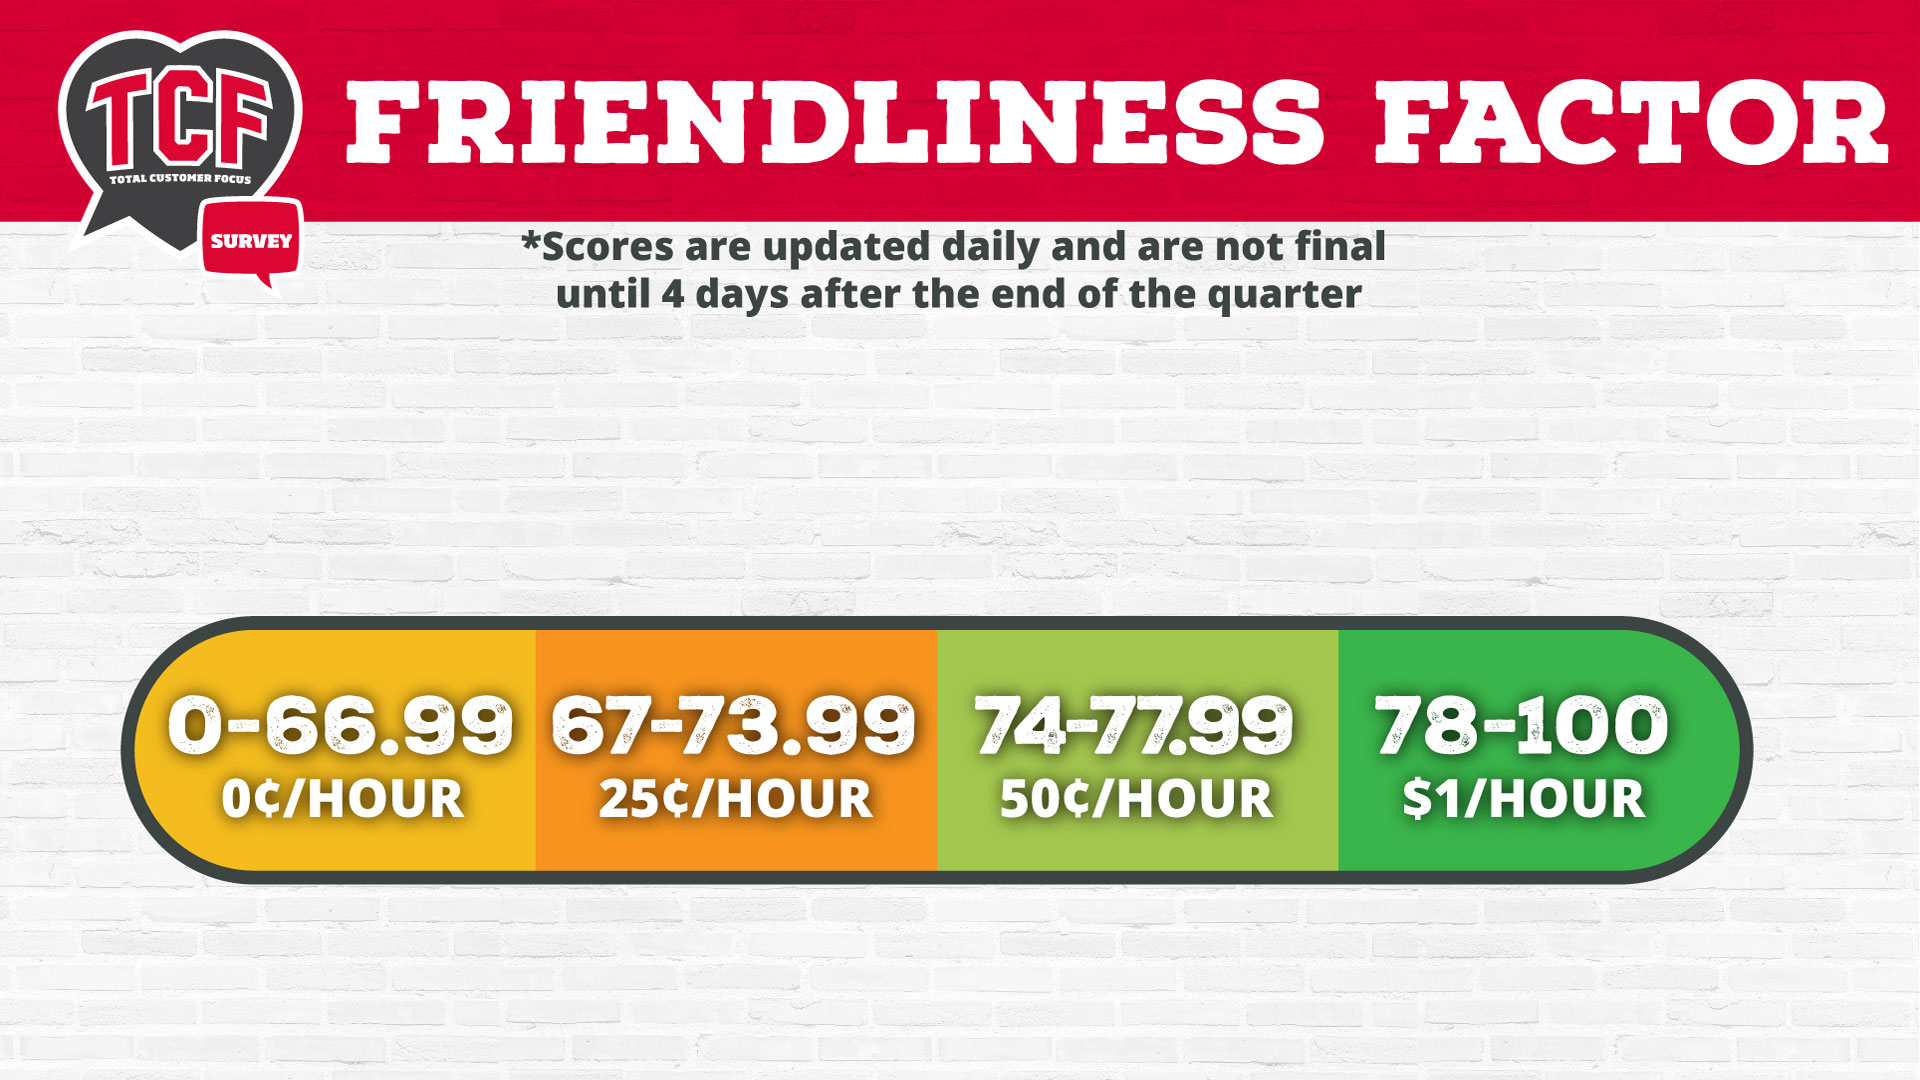 TCF
TOTAL CUSTOMER FOCUS
SURVEY
FRIENDLINESS FACTOR
*Scores are updated daily and are not final
until 4 days after the end of the quarter
0-66.99 67-73.99 74-77.99 78-100
0¢/HOUR 25¢/HOUR 50¢/HOUR $1/HOUR